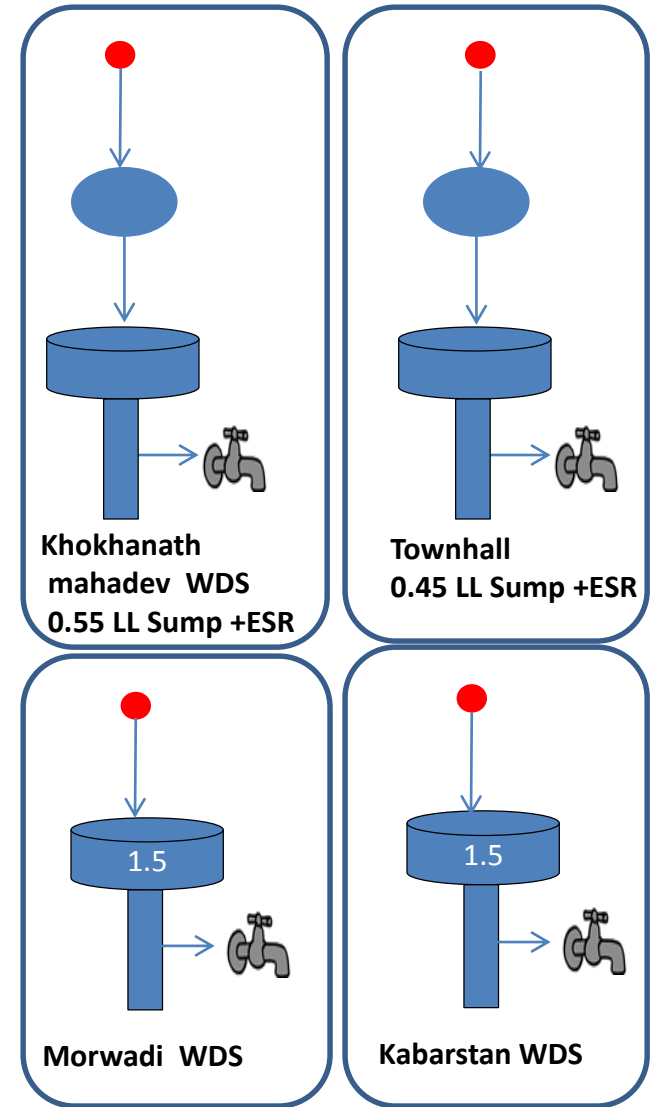 Khokhanath
mahadev WDS
0.55 LL Sump +ESR
Townhall
0.45 LL Sump +ESR
1.5
Morwadi WDS
1.5
Kabarstan WDS